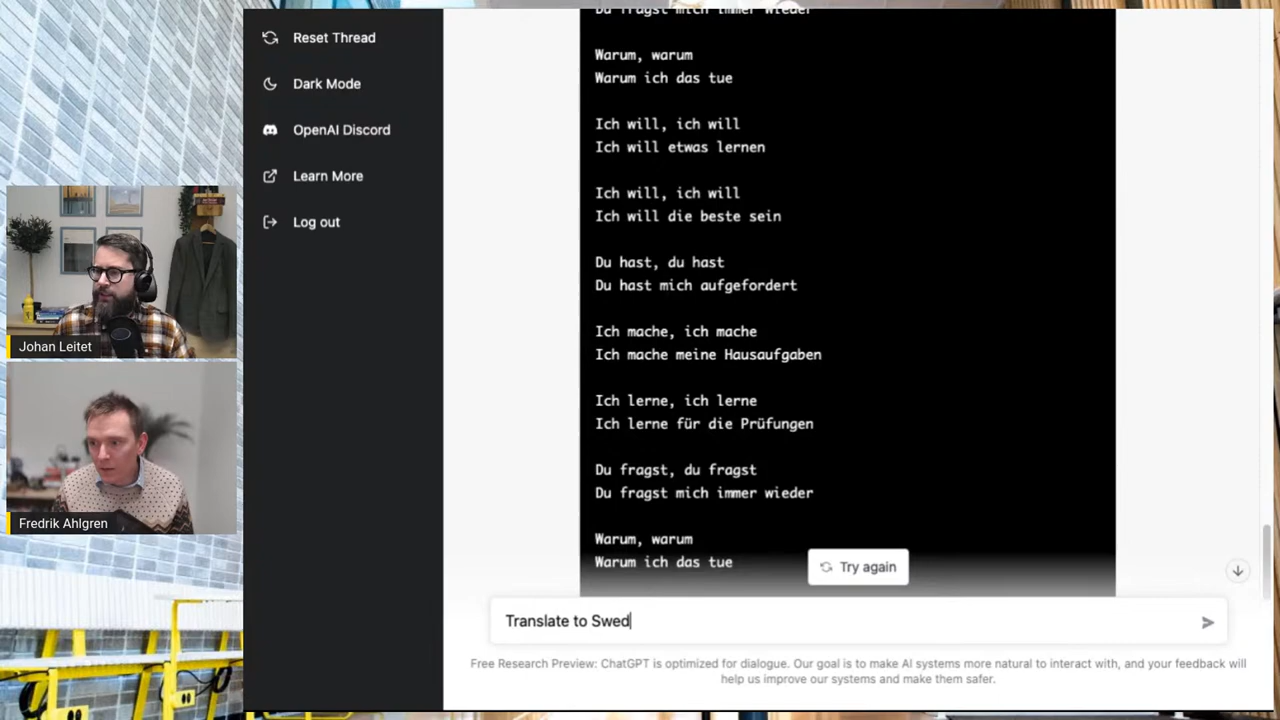 Reset Thread
Dark Mode
OpenAI Discord
Learn More
Log out
Johan Leitet
Fredrik Ahlgren
Du fragst mich immer wieder
Warum, warum
Warum ich das tue
Ich will, ich will
Ich will etwas lernen
Ich will, ich will
Ich will die beste sein
Du hast, du hast
Du hast mich aufgefordert
Ich mache, ich mache
Ich mache meine Hausaufgaben
Ich lerne, ich lerne
Ich lerne für die Prüfungen
Du fragst, du fragst
Du fragst mich immer wieder
Warum, warum
Warum ich das tue
Try again
Translate to Swed
Free Research Preview: ChatGPT is optimized for dialogue. Our goal is to make AI systems more natural to interact with, and your feedback will
help us improve our systems and make them safer.